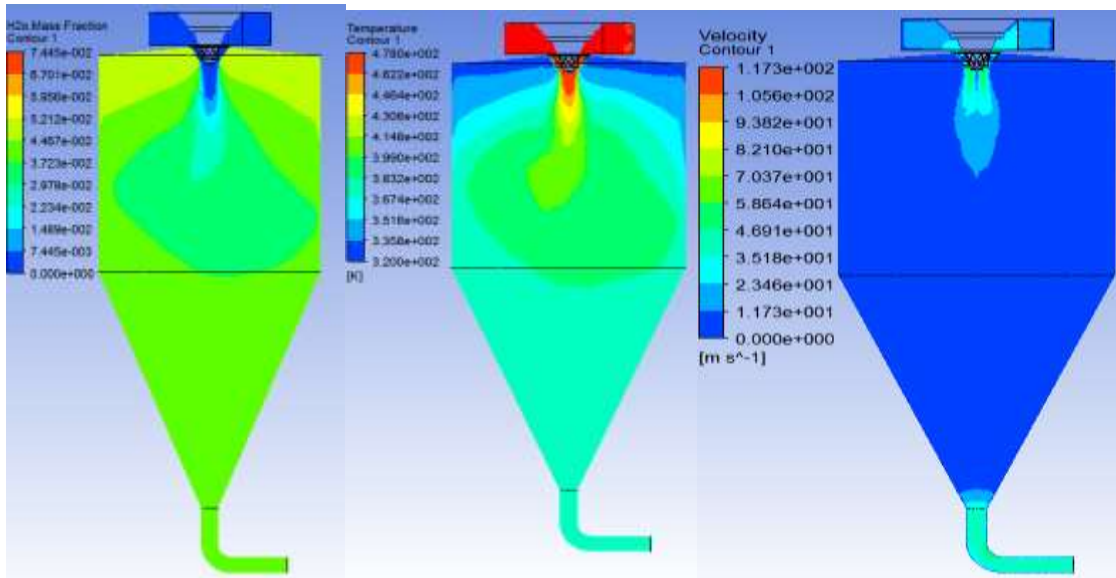 H2o.Mass Fraction
Contour 1
7.445e-002
6.701e-002
5.956e-002
5.212e-002
4.467e-002
3.723e-002
2.978e-002
2.234e-002
1.489e-002
7.445e-003
0.000e+000
Temperature
Contour 1
4.780e+002
4.622e+002
4.464e+002
4.306e+002
4.148e+002
3.990e+002
3.832e+002
3.674e+002
3.516e+002
3.358e+002
3.200e+002
[K]
Velocity
Contour 1
1.173e+002
1.056e+002
9.382e+001
8.210e+001
7.037e+001
5.864e+001
4.691e+001
3.518e+001
2.346e+001
1.173e+001
0.000e+000
[m s^-1]